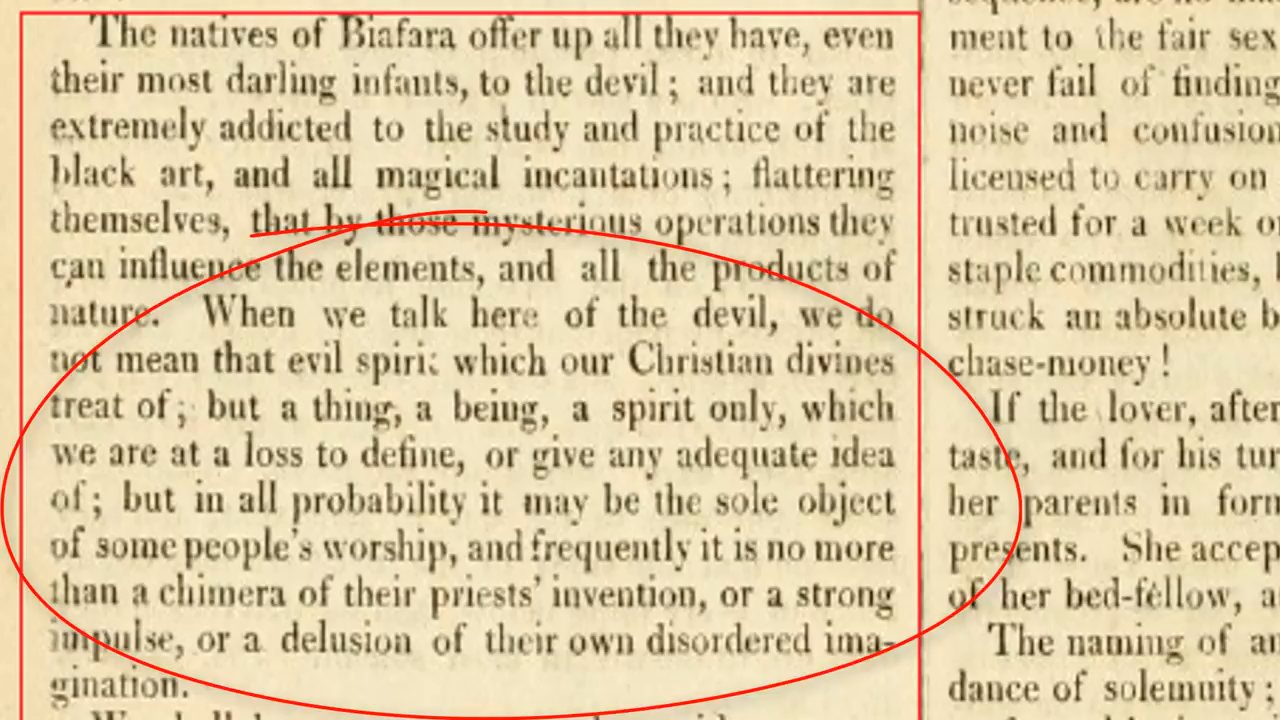 The natives of Biafara offer up all they have, even
their most darling infants, to the devil; and they are
extremely addicted to the study and practice of the
black art, and all magical incantations; flattering
themselves, that by those mysterious operations they
can influence the elements, and all the products of
nature. When we talk here of the devil, we do
not mean that evil spirit which our Christian divines
treat of; but a thing, a being, a spirit only, which
we are at a loss to define, or give any adequate idea
of; but in all probability it may be the sole object
of some people's worship, and frequently it is no more
than a chimera of their priests' invention, or a strong
impulse, or a delusion of their own disordered ima-
gination.
ment to the fair sex
never fail of finding
noise and confusion
licensed to carry on
trusted for a week
staple commodities,
struck an absolute
chase-money!
If the lover, after
taste, and for his
her parents in form
presents. She
of her bed-fellow,
The naming of
dance of solemnity;